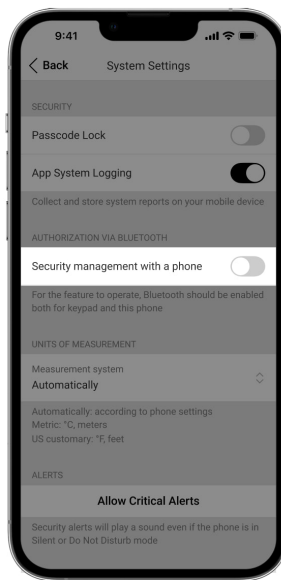 9:41
Back System Settings
SECURITY
Passcode Lock
App System Logging
Collect and store system reports on your mobile device
AUTHORIZATION VIA BLUETOOTH
Security management with a phone
For the feature to operate, Bluetooth should be enabled
both for keypad and this phone
UNITS OF MEASUREMENT
Measurement system
Automatically
Automatically: according to phone settings
Metric: °C, meters
US customary: °F, feet
ALERTS
Allow Critical Alerts
Security alerts will play a sound even if the phone is in
Silent or Do Not Disturb mode